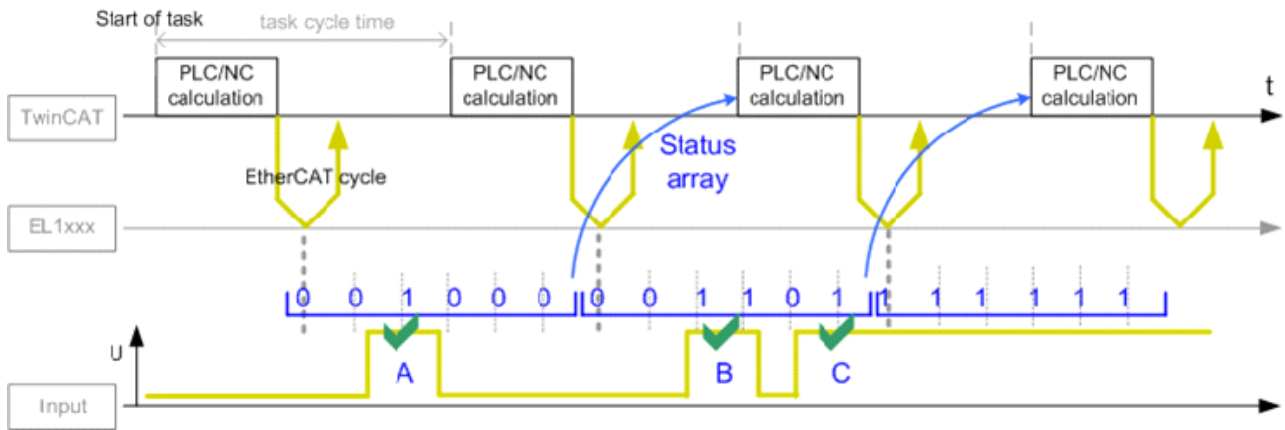 Start of task
task cycle time
PLC/NC
calculation
PLC/NC
calculation
PLC/NC
calculation
PLC/NC
calculation
t
TwinCAT
Status
array
EtherCAT cycle
EL1xxx
0 0 1 0 0 0 0 0 1 1 0 1 1 1 1 1 1 1
U
A
B
C
Input